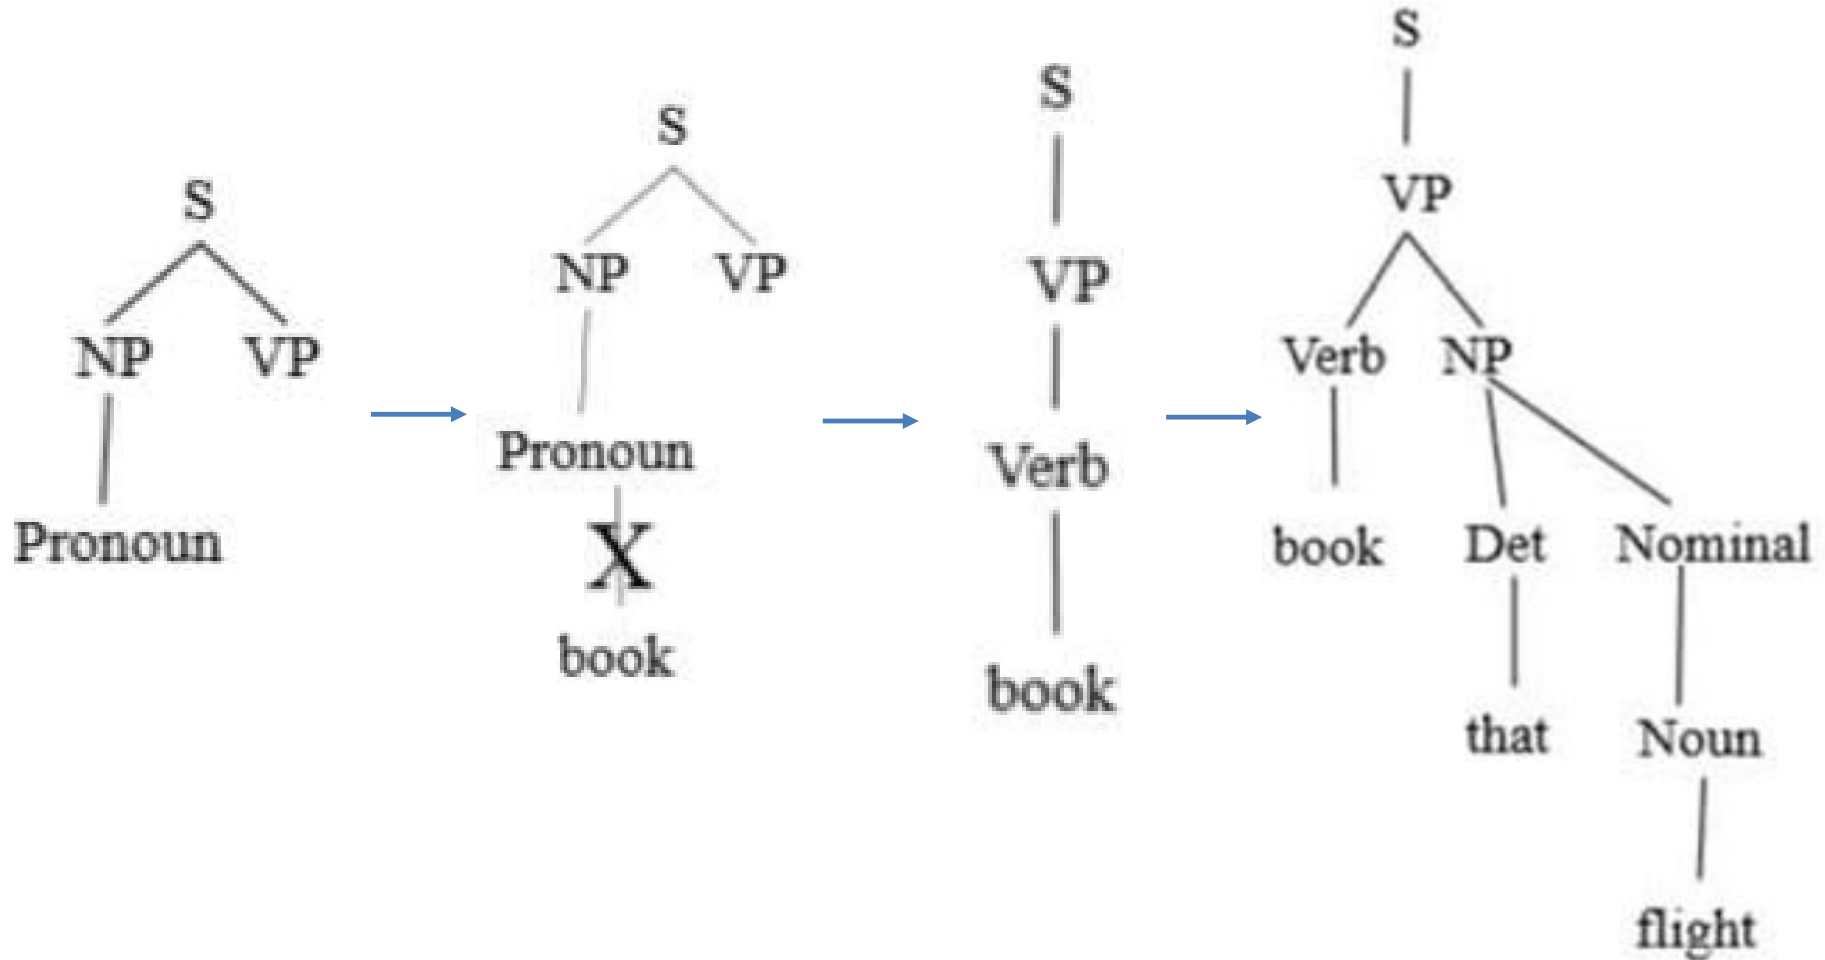 S
NP VP
Pronoun
S
NP VP
Pronoun
X
book
S
VP
Verb
book
S
VP
Verb NP
book Det Nominal
that Noun
flight